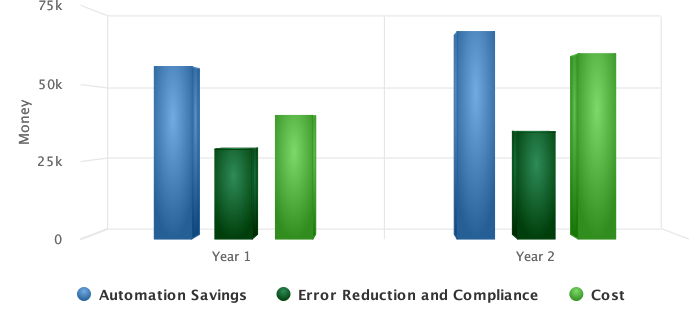 75k
50k
25k
0
Money
Year 1
Year 2
Automation Savings
Error Reduction and Compliance
Cost